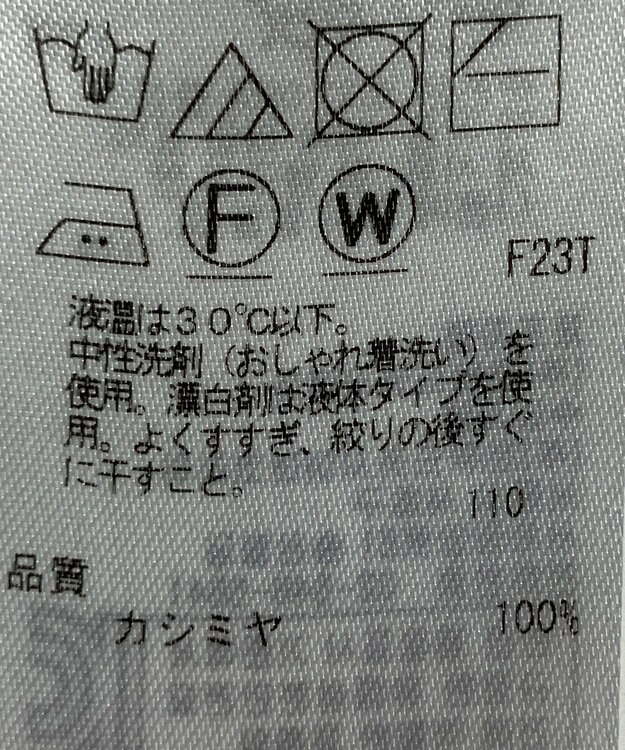 F
W
F23T
液温は30℃以下。
中性洗剤（おしゃれ着洗い）を
使用。漂白剤は液体タイプを使
用。よくすすぎ、絞りの後すぐ
に干すこと。
110
品質
カシミヤ 100%